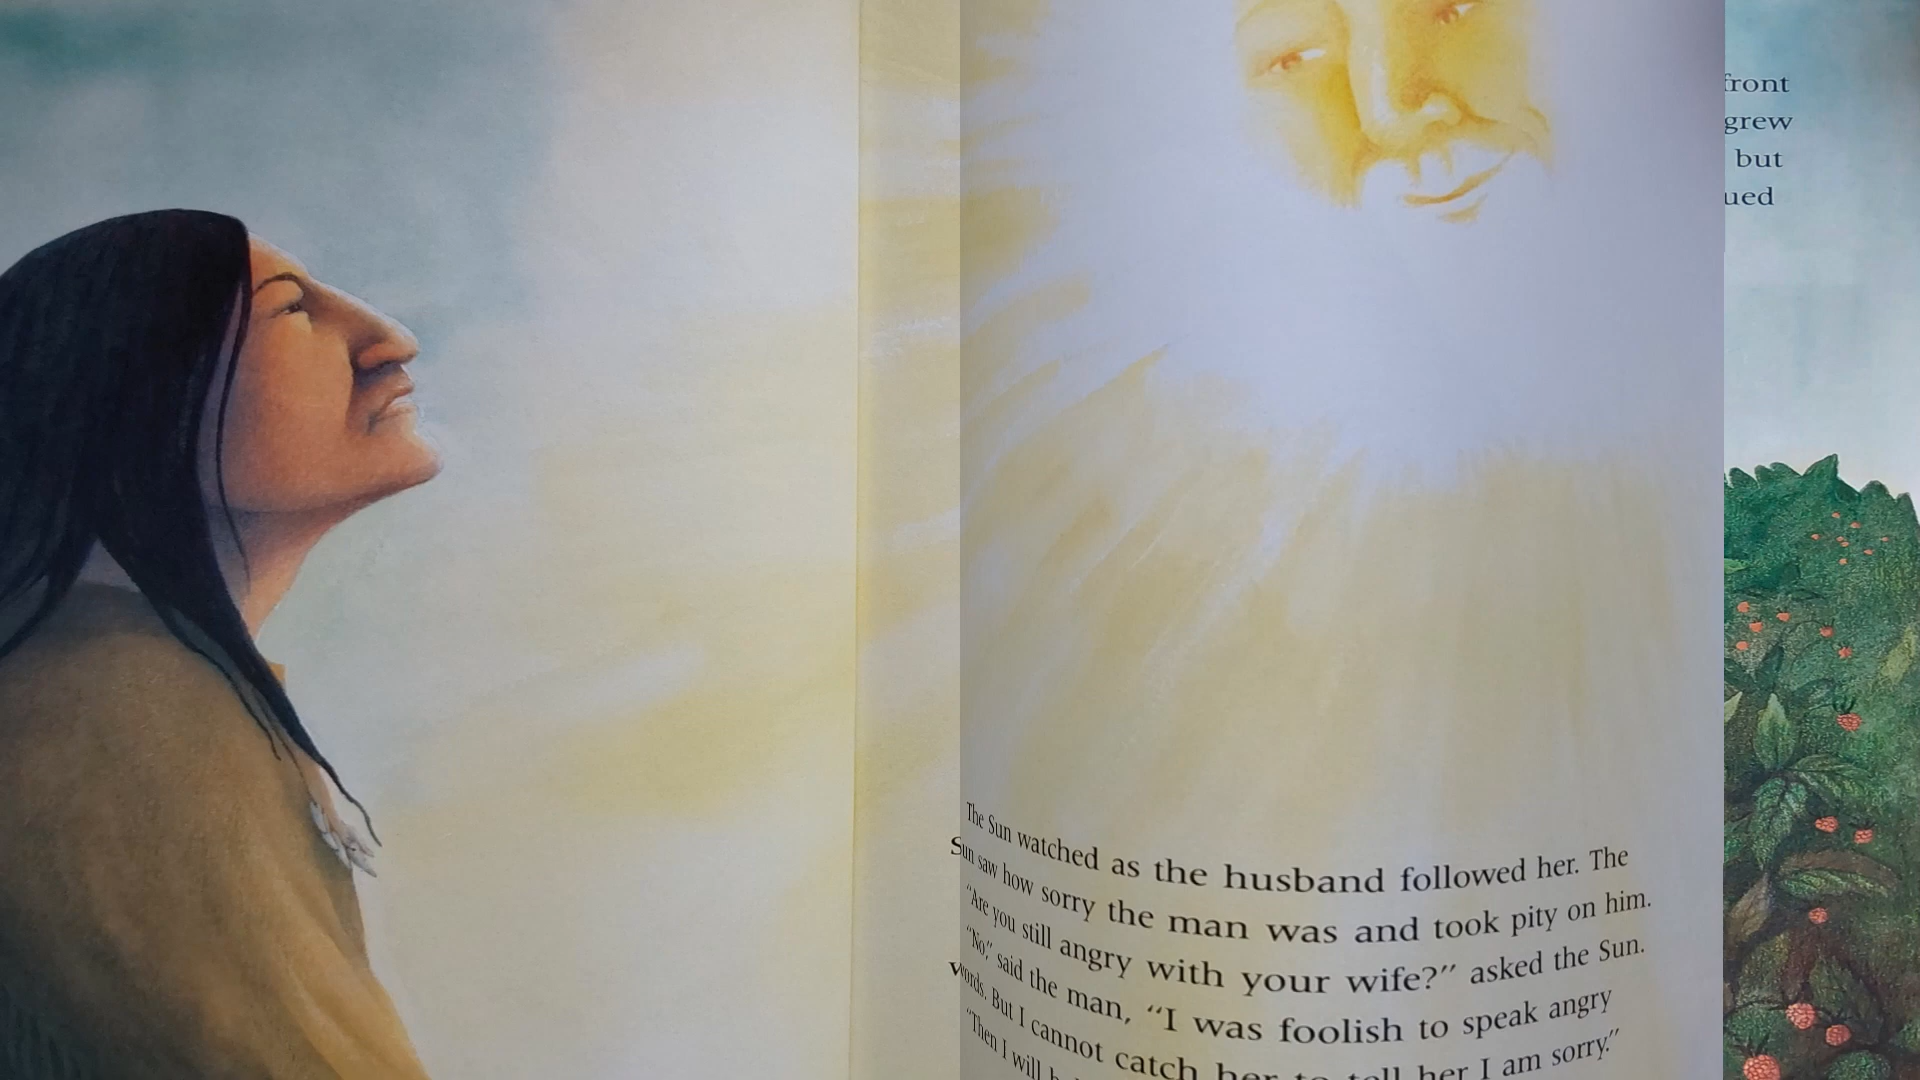 The Sun watched as the husband followed her. The
Sun saw how sorry the man was and took pity on him.
“Are you still angry with your wife?” asked the Sun.
“No,” said the man, “I was foolish to speak angry
words. But I cannot catch her to tell her I am sorry.”
“Then I will
front
grew
but
ued